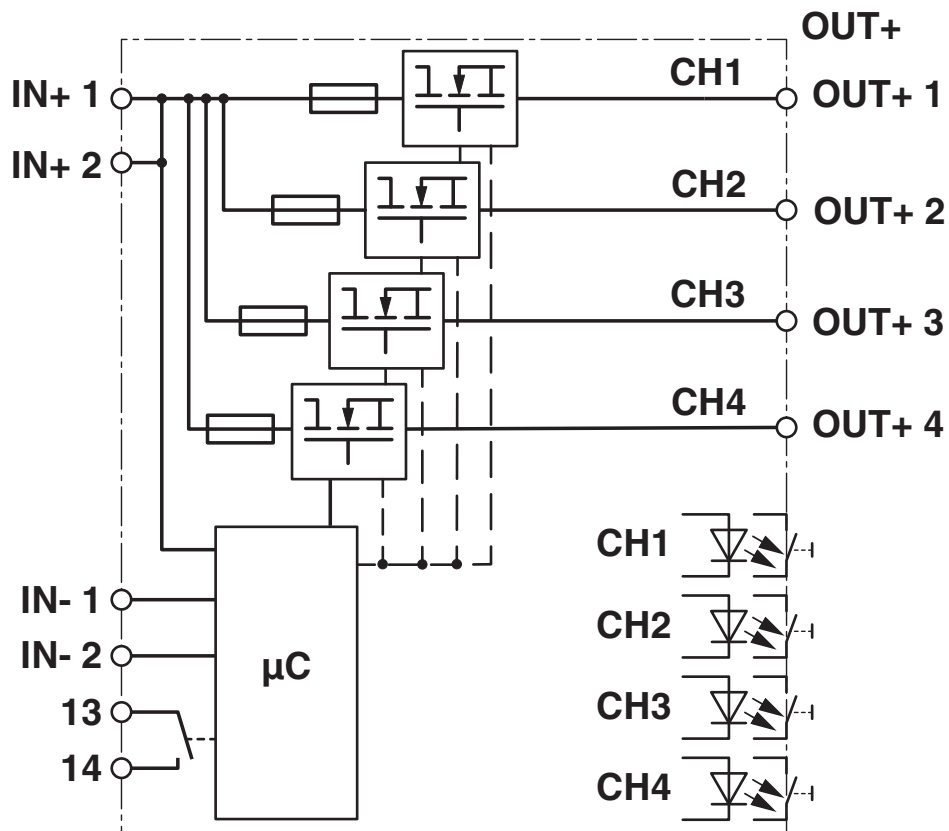 OUT+
IN+ 1
CH1
OUT+ 1
IN+ 2
CH2
OUT+ 2
CH3
OUT+ 3
CH4
OUT+ 4
CH1
IN- 1
CH2
IN- 2
µC
13
CH3
14
CH4